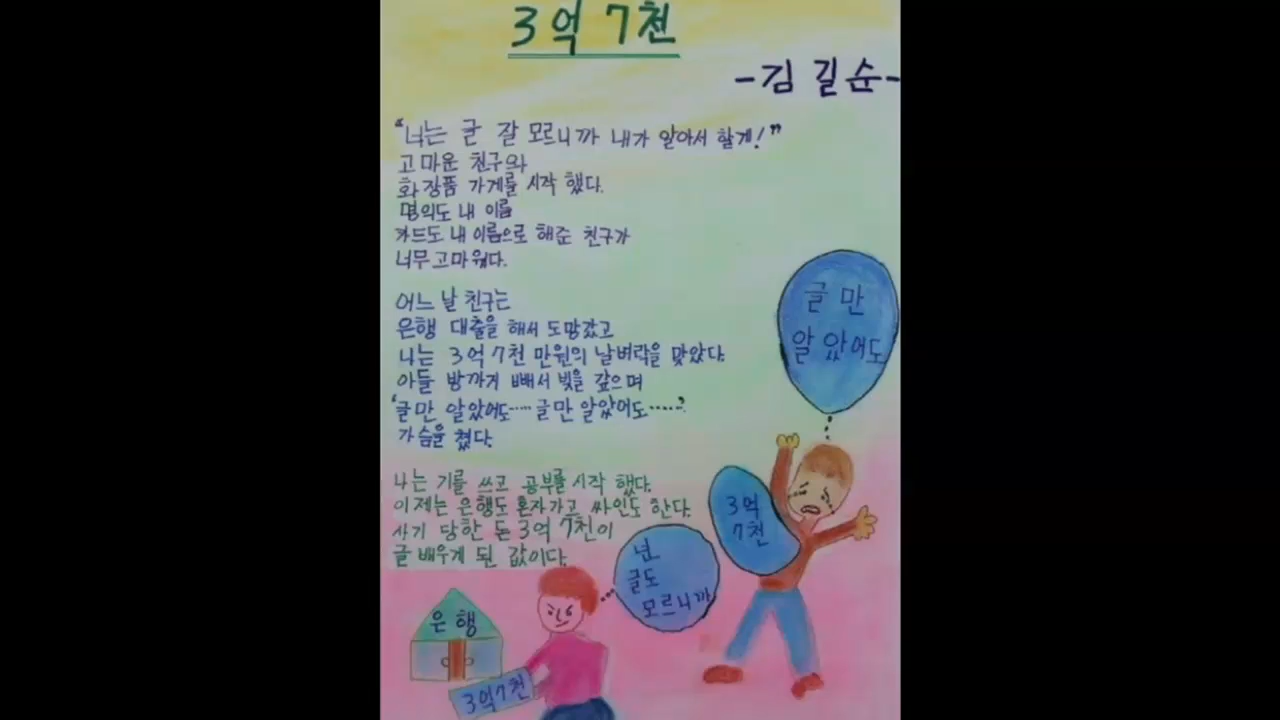 3억 7천
-김 길순-
"너는 글 잘 모르니까 내가 알아서 할게!"
고마운 친구와
화장품 가게를 시작 했다.
명의도 내 이름
카드도 내 이름으로 해준 친구가
너무 고마웠다.
어느 날 친구는
은행 대출을 해서 도망갔고
나는 3억 7천 만원의 날벼락을 맞았다.
아들 방까지 빼서 빚을 갚으며
'글만 알았어도......글만 알았어도......'
가슴을 쳤다.
나는 기를 쓰고 공부를 시작 했다.
이제는 은행도 혼자가고 싸인도 한다.
사기 당한 돈 3억 7천이
글 배우게 된 값이다.
글만
알았어도
3억
7천
넌
글도
모르니까
은행
3억7천